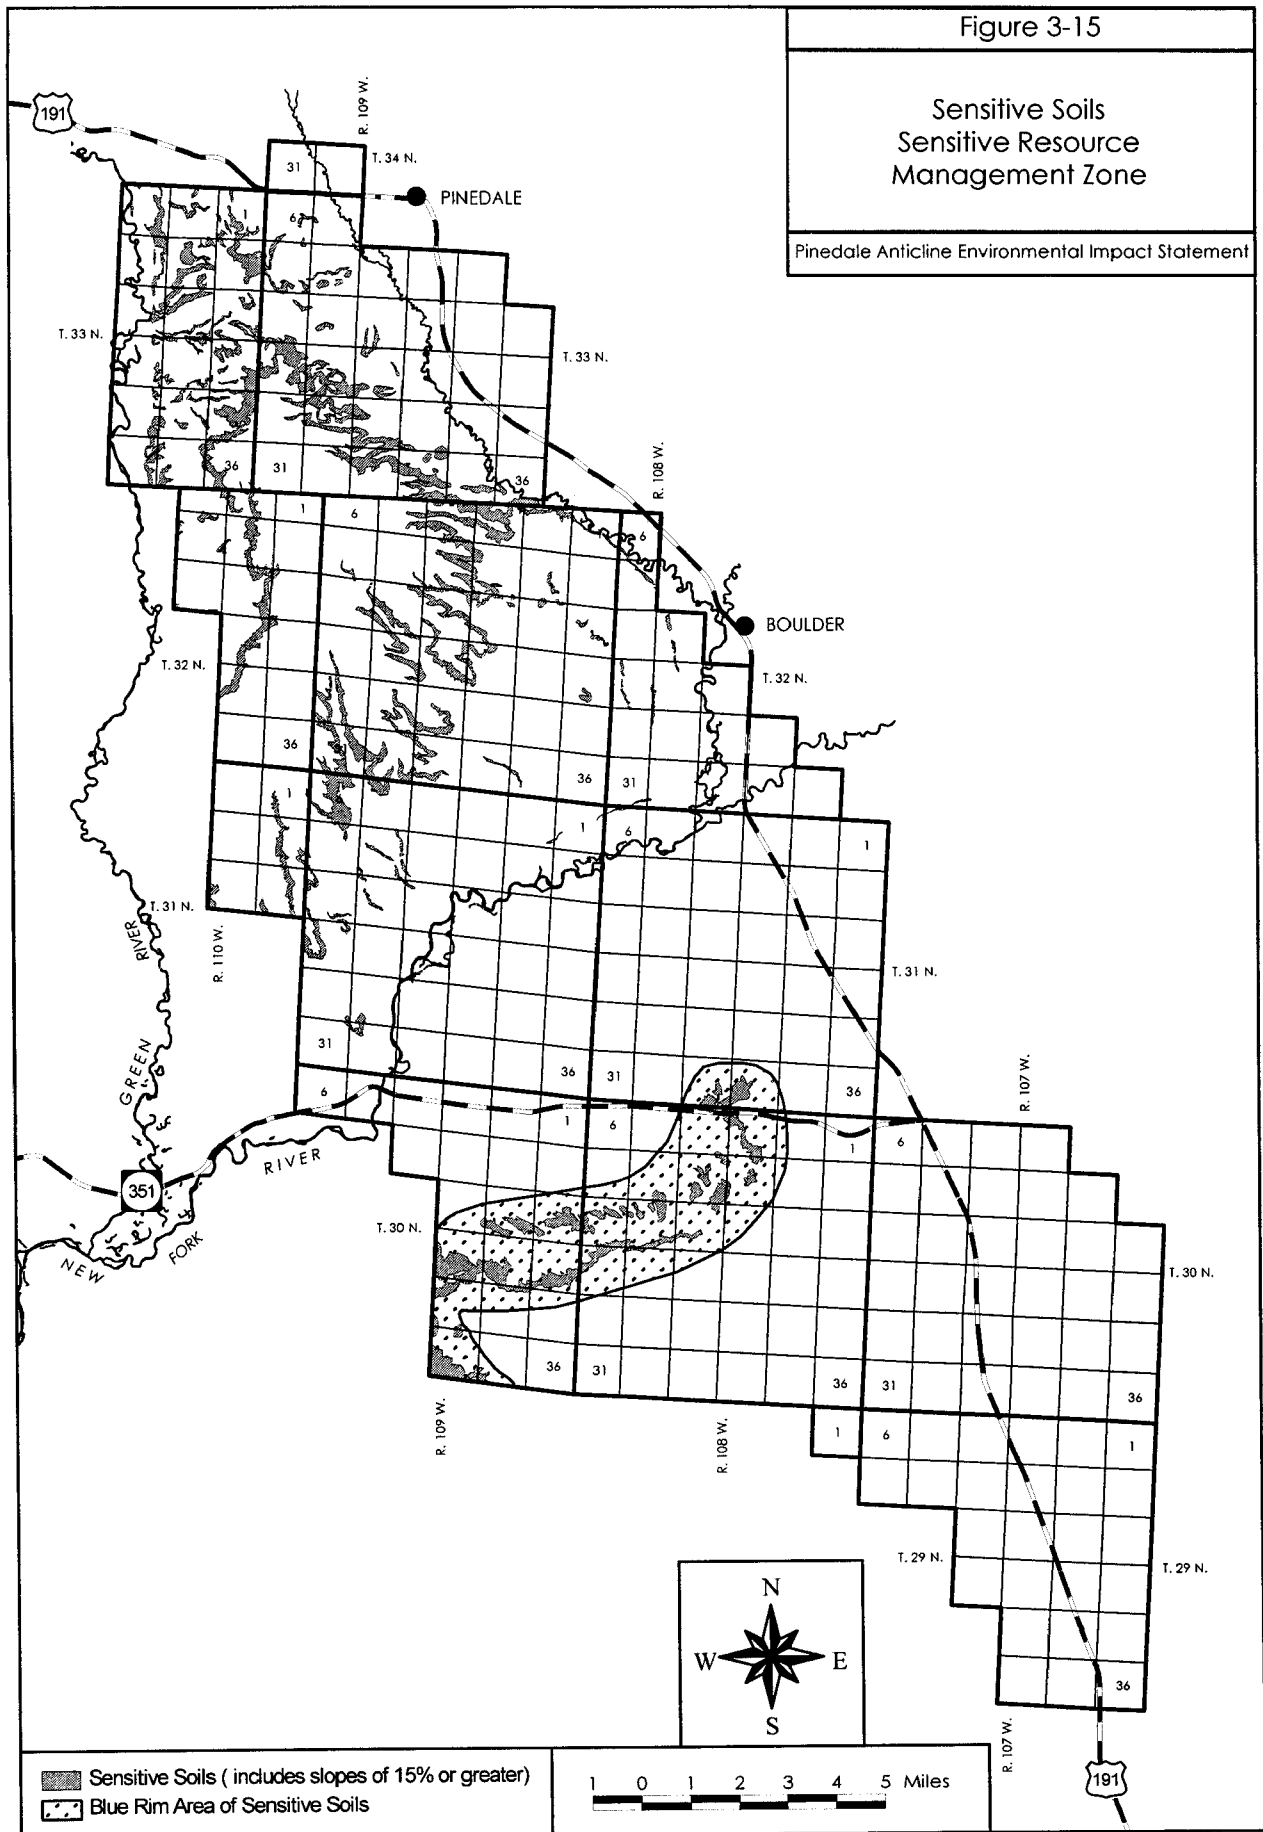 Figure 3-15
Sensitive Soils
Sensitive Resource
Management Zone
Pinedale Anticline Environmental Impact Statement
191
R. 109 W.
31
T. 34 N.
PINEDALE
6
T. 33 N.
T. 33 N.
36
31
36
R. 108 W.
1
6
6
BOULDER
T. 32 N.
T. 32 N.
36
36
31
1
1
6
1
T. 31 N.
R. 110 W.
GREEN RIVER
T. 31 N.
31
36
31
36
R. 107 W.
6
1
6
1
6
351
NEW FORK RIVER
T. 30 N.
T. 30 N.
36
31
36
31
36
R. 109 W.
R. 108 W.
1
6
1
T. 29 N.
T. 29 N.
36
R. 107 W.
191
N
W
E
S
Sensitive Soils ( includes slopes of 15% or greater)
Blue Rim Area of Sensitive Soils
1 0 1 2 3 4 5 Miles